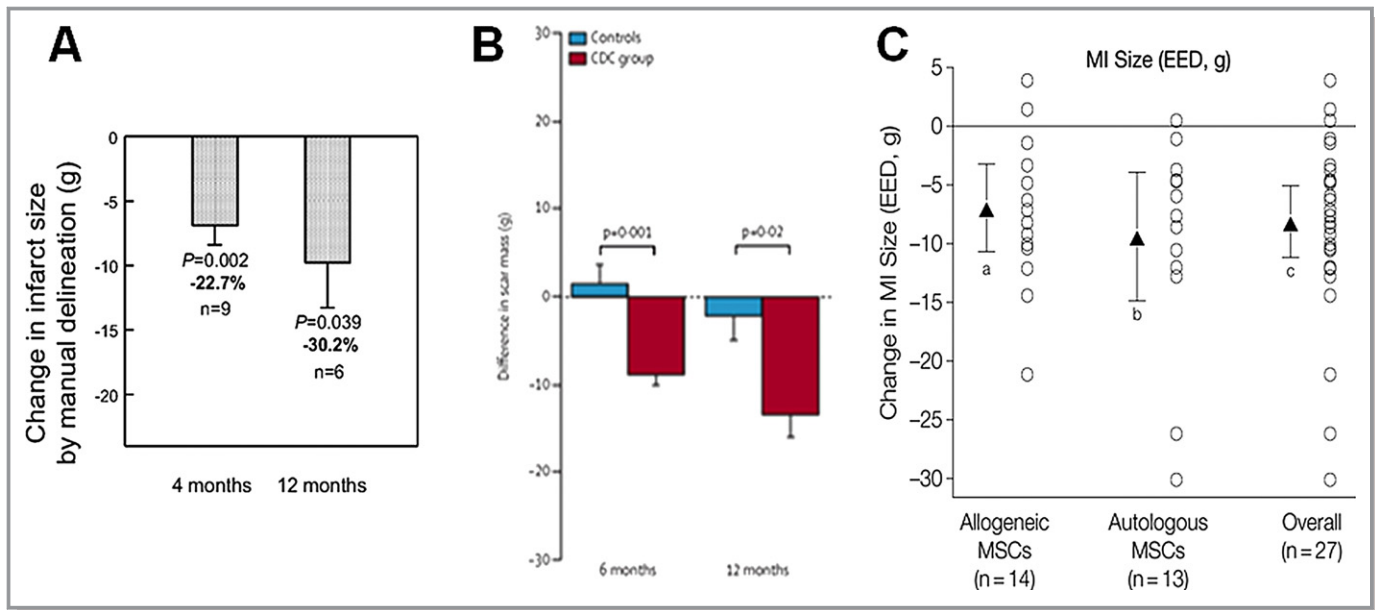 A
Change in infarct size
by manual delineation (g)
0
-5
-10
-15
-20
P=0.002
-22.7%
n=9
P=0.039
-30.2%
n=6
4 months
12 months
B
Controls
CDC group
Difference in scar mass (g)
30
20
10
0
-10
-20
-30
p=0·001
p=0·02
6 months
12 months
C
MI Size (EED, g)
Change in MI Size (EED, g)
5
0
−5
−10
−15
−20
−25
−30
a
b
c
Allogeneic
MSCs
(n=14)
Autologous
MSCs
(n=13)
Overall
(n=27)